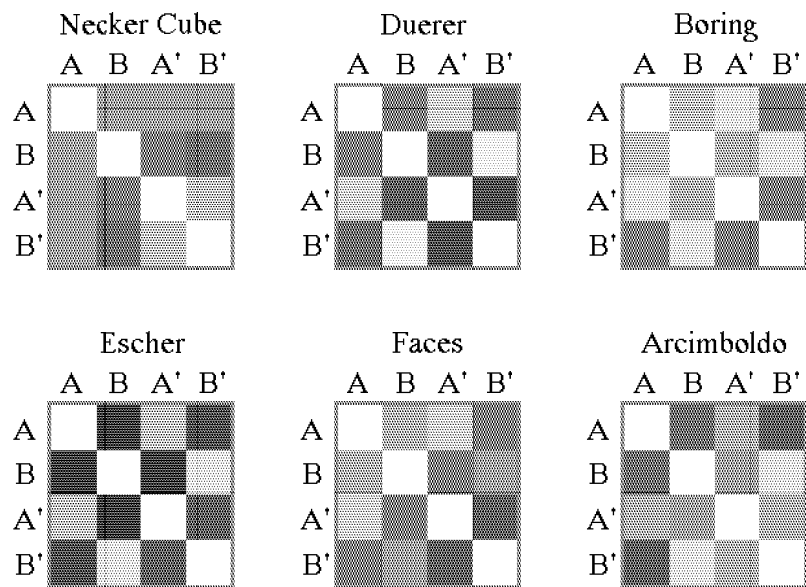 Necker Cube
A B A' B'
A
B
A'
B'
Duerer
A B A' B'
A
B
A'
B'
Boring
A B A' B'
A
B
A'
B'
Escher
A B A' B'
A
B
A'
B'
Faces
A B A' B'
A
B
A'
B'
Arcimboldo
A B A' B'
A
B
A'
B'